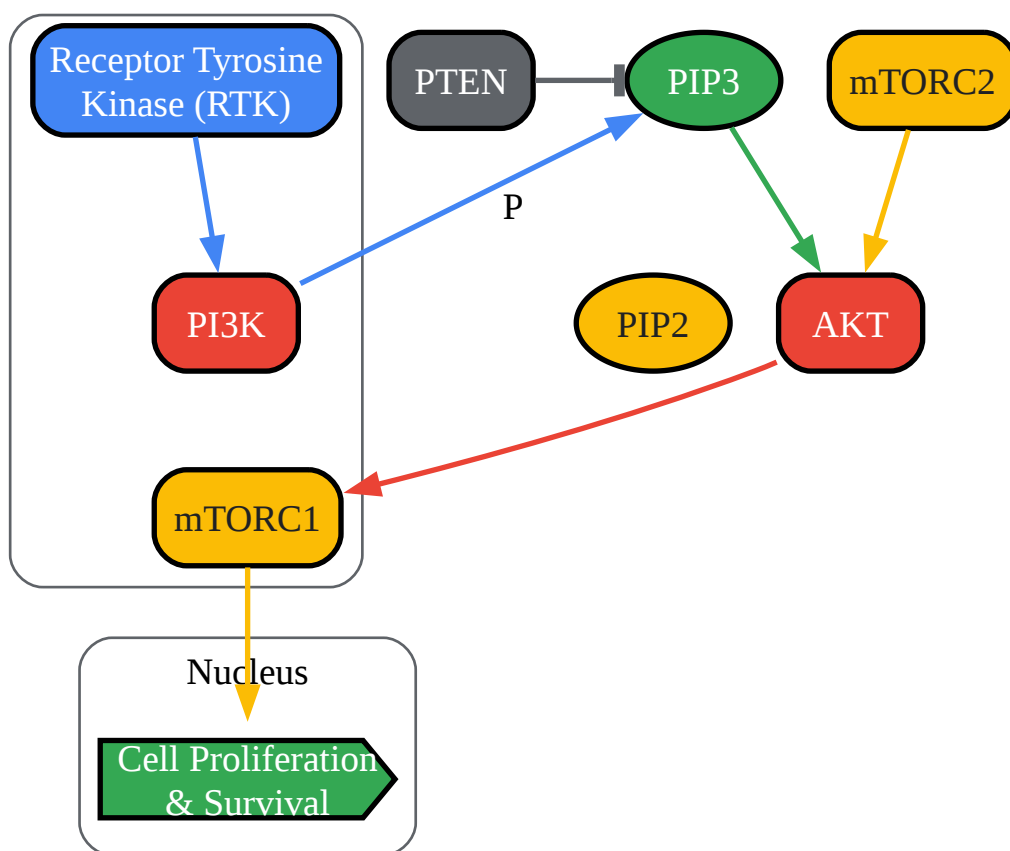 Receptor Tyrosine
Kinase (RTK)
PTEN
PIP3
mTORC2
P
PI3K
PIP2
AKT
mTORC1
Nucleus
Cell Proliferation
& Survival